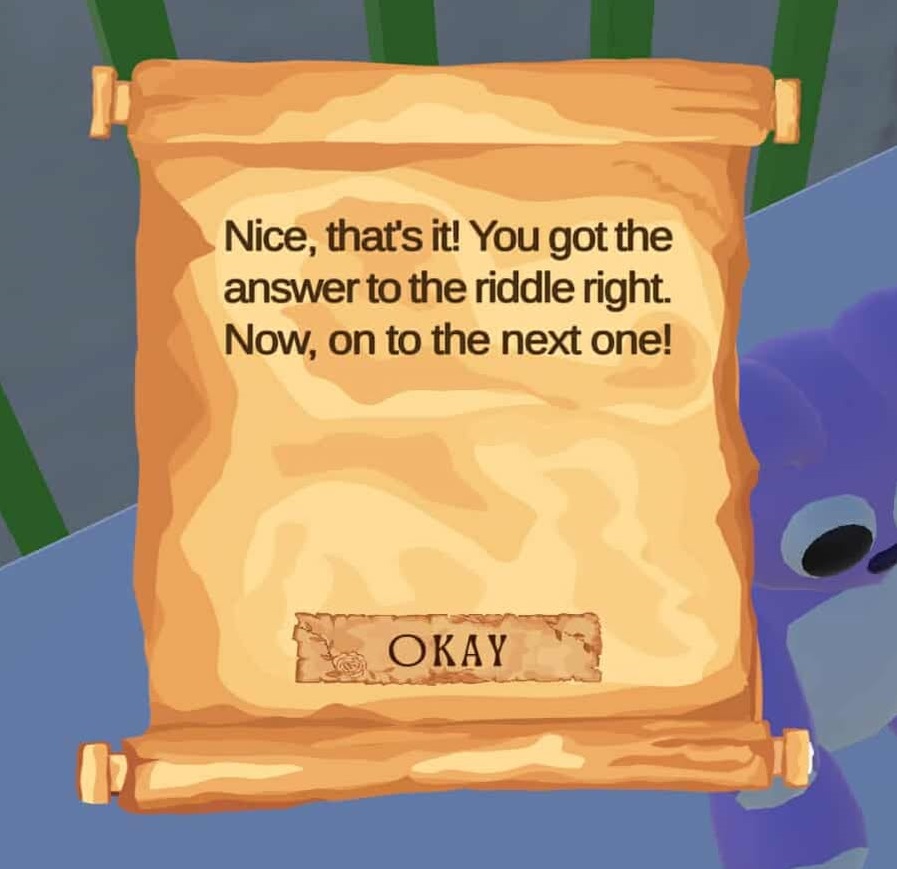 Nice, that's it! You got the
answer to the riddle right.
Now, on to the next one!
OKAY